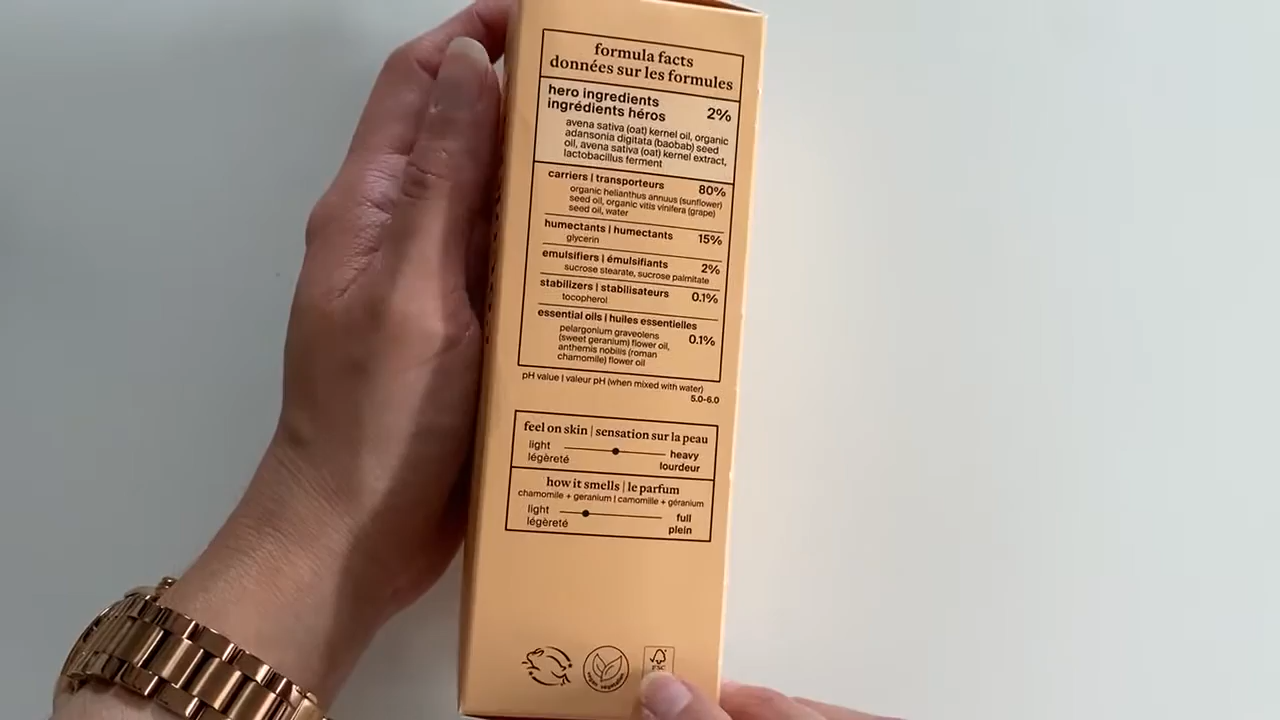 formula facts
données sur les formules
hero ingredients
ingrédients héros 2%
avena sativa (oat) kernel oil, organic
adansonia digitata (baobab) seed
oil, avena sativa (oat) kernel extract,
lactobacillus ferment
carriers | transporteurs 80%
organic helianthus annuus (sunflower)
seed oil, organic vitis vinifera (grape)
seed oil, water
humectants | humectants 15%
glycerin
emulsifiers | émulsifiants 2%
sucrose stearate, sucrose palmitate
stabilizers | stabilisateurs 0.1%
tocopherol
essential oils | huiles essentielles 0.1%
pelargonium graveolens
(sweet geranium) flower oil,
anthemis nobilis (roman
chamomile) flower oil
pH value | valeur pH (when mixed with water)
5.0-6.0
feel on skin | sensation sur la peau
light heavy
légèreté lourdeur
how it smells | le parfum
chamomile + geranium | camomille + géranium
light full
légèreté plein
FSC